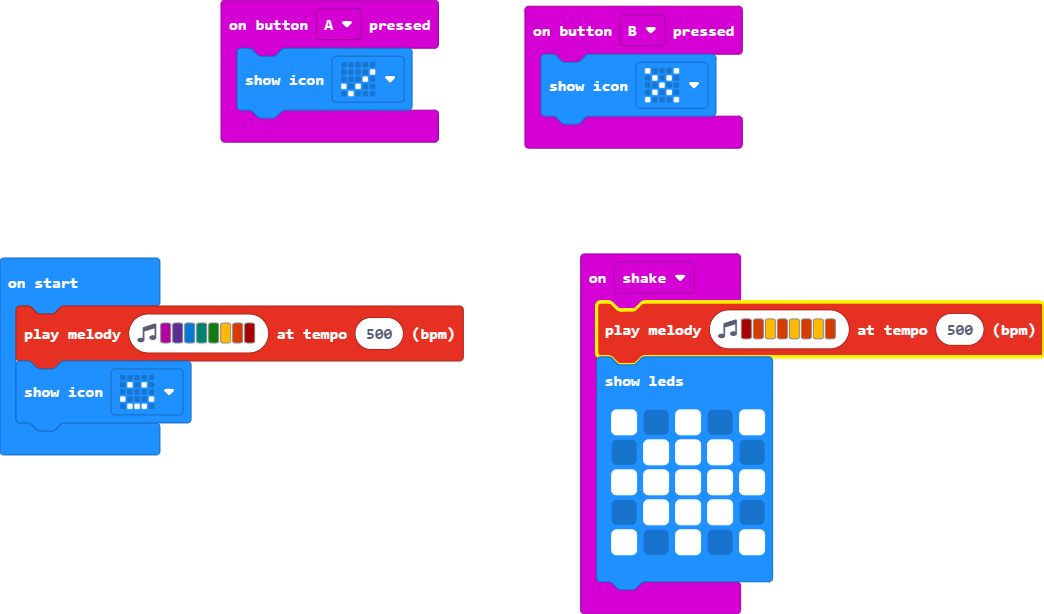 on button A pressed
show icon
on button B pressed
show icon
on start
play melody at tempo 500 (bpm)
show icon
on shake
play melody at tempo 500 (bpm)
show leds